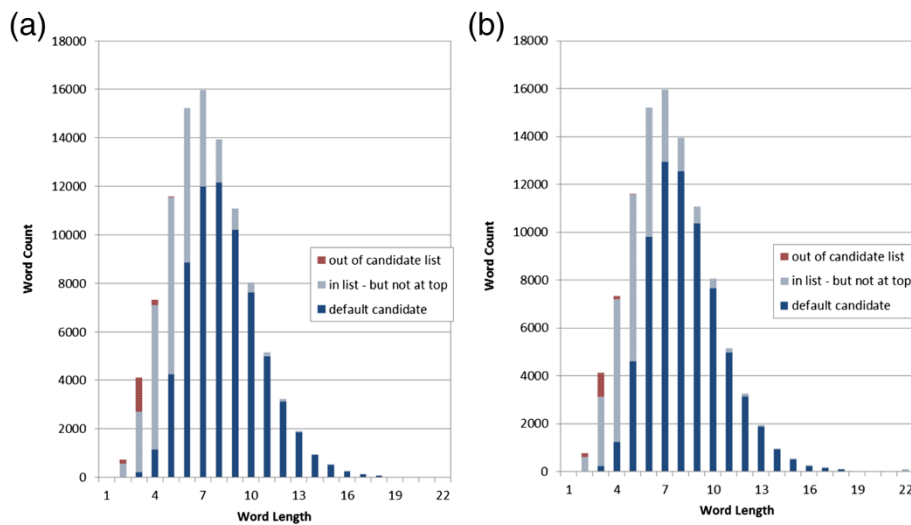 (a)
18000
16000
14000
12000
10000
8000
6000
4000
2000
0
Word Count
1 4 7 10 13 16 19 22
Word Length
out of candidate list
in list - but not at top
default candidate
(b)
18000
16000
14000
12000
10000
8000
6000
4000
2000
0
Word Count
1 4 7 10 13 16 19 22
Word Length
out of candidate list
in list - but not at top
default candidate